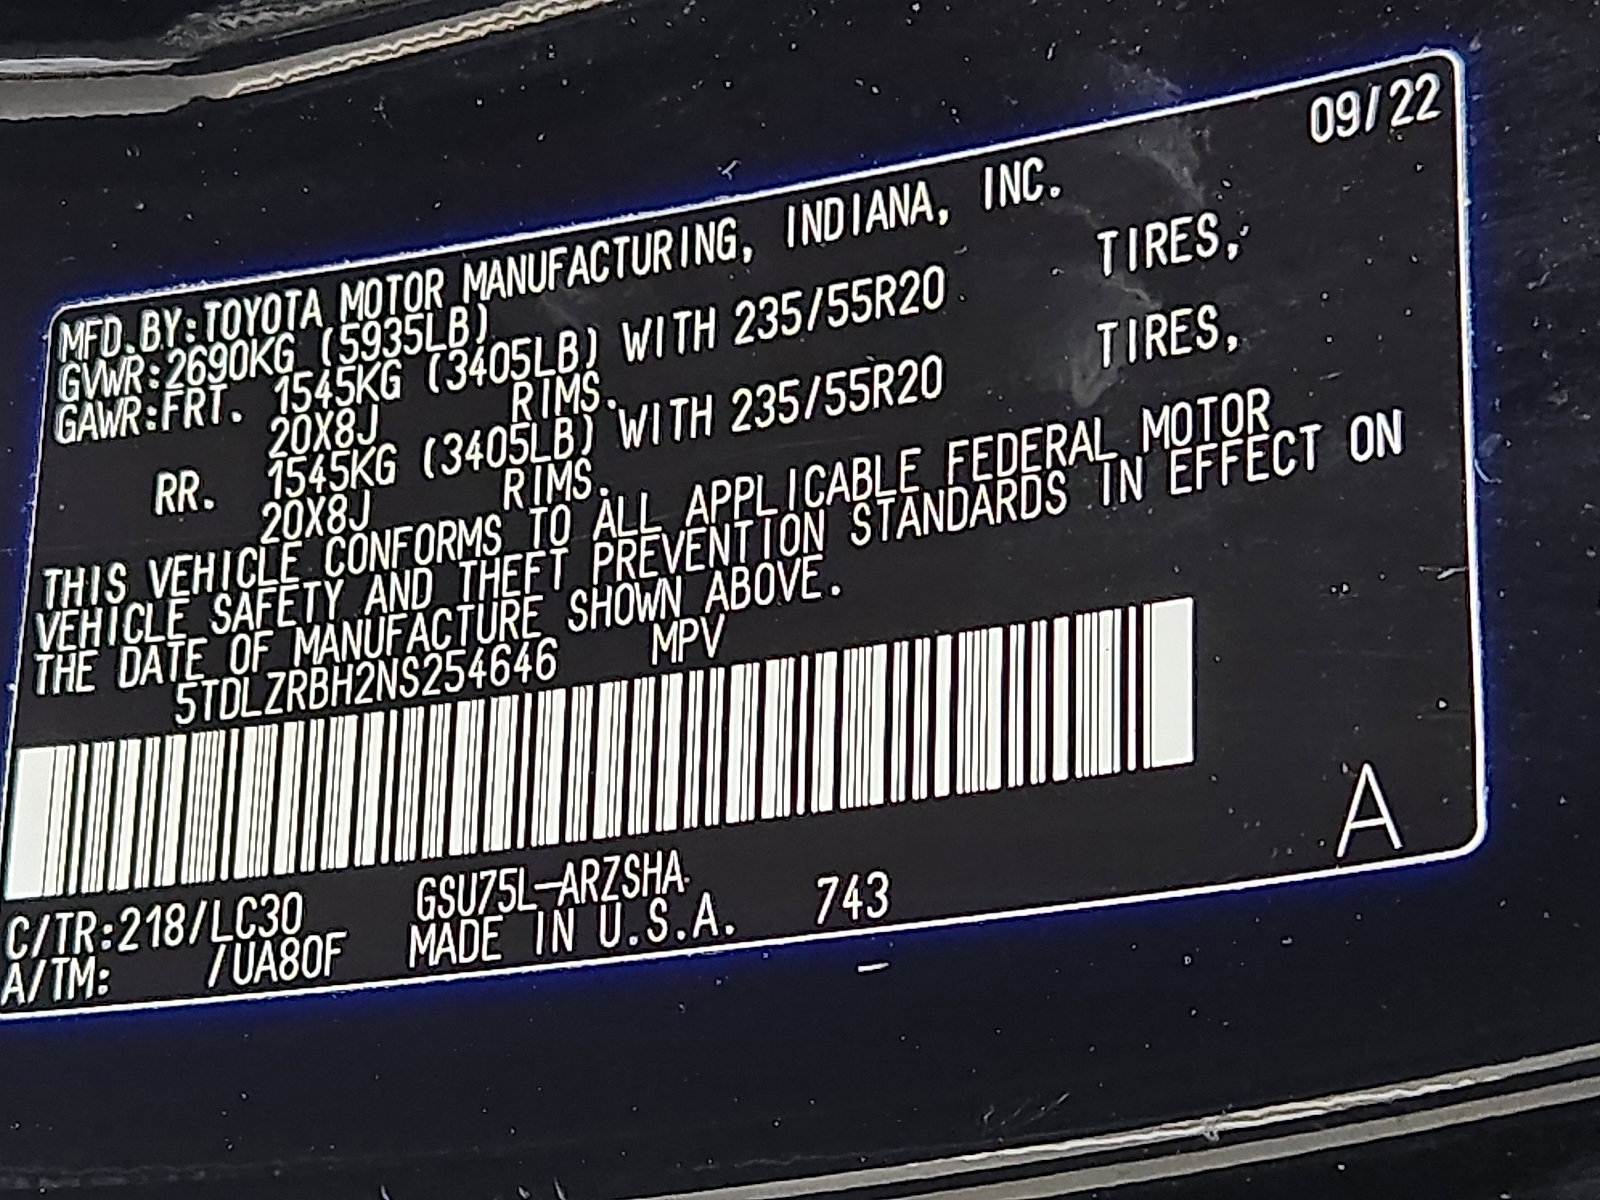 09/22
MFD.BY:TOYOTA MOTOR MANUFACTURING, INDIANA, INC.
GVWR:2690KG (5935LB)
GAWR:FRT. 1545KG (3405LB) WITH 235/55R20 TIRES,
20X8J RIMS.
RR. 1545KG (3405LB) WITH 235/55R20 TIRES,
20X8J RIMS.
THIS VEHICLE CONFORMS TO ALL APPLICABLE FEDERAL MOTOR
VEHICLE SAFETY AND THEFT PREVENTION STANDARDS IN EFFECT ON
THE DATE OF MANUFACTURE SHOWN ABOVE.
5TDLZRBH2NS254646 MPV
A
C/TR:218/LC30 GSU75L-ARZSHA
A/TM: /UA80F MADE IN U.S.A. 743